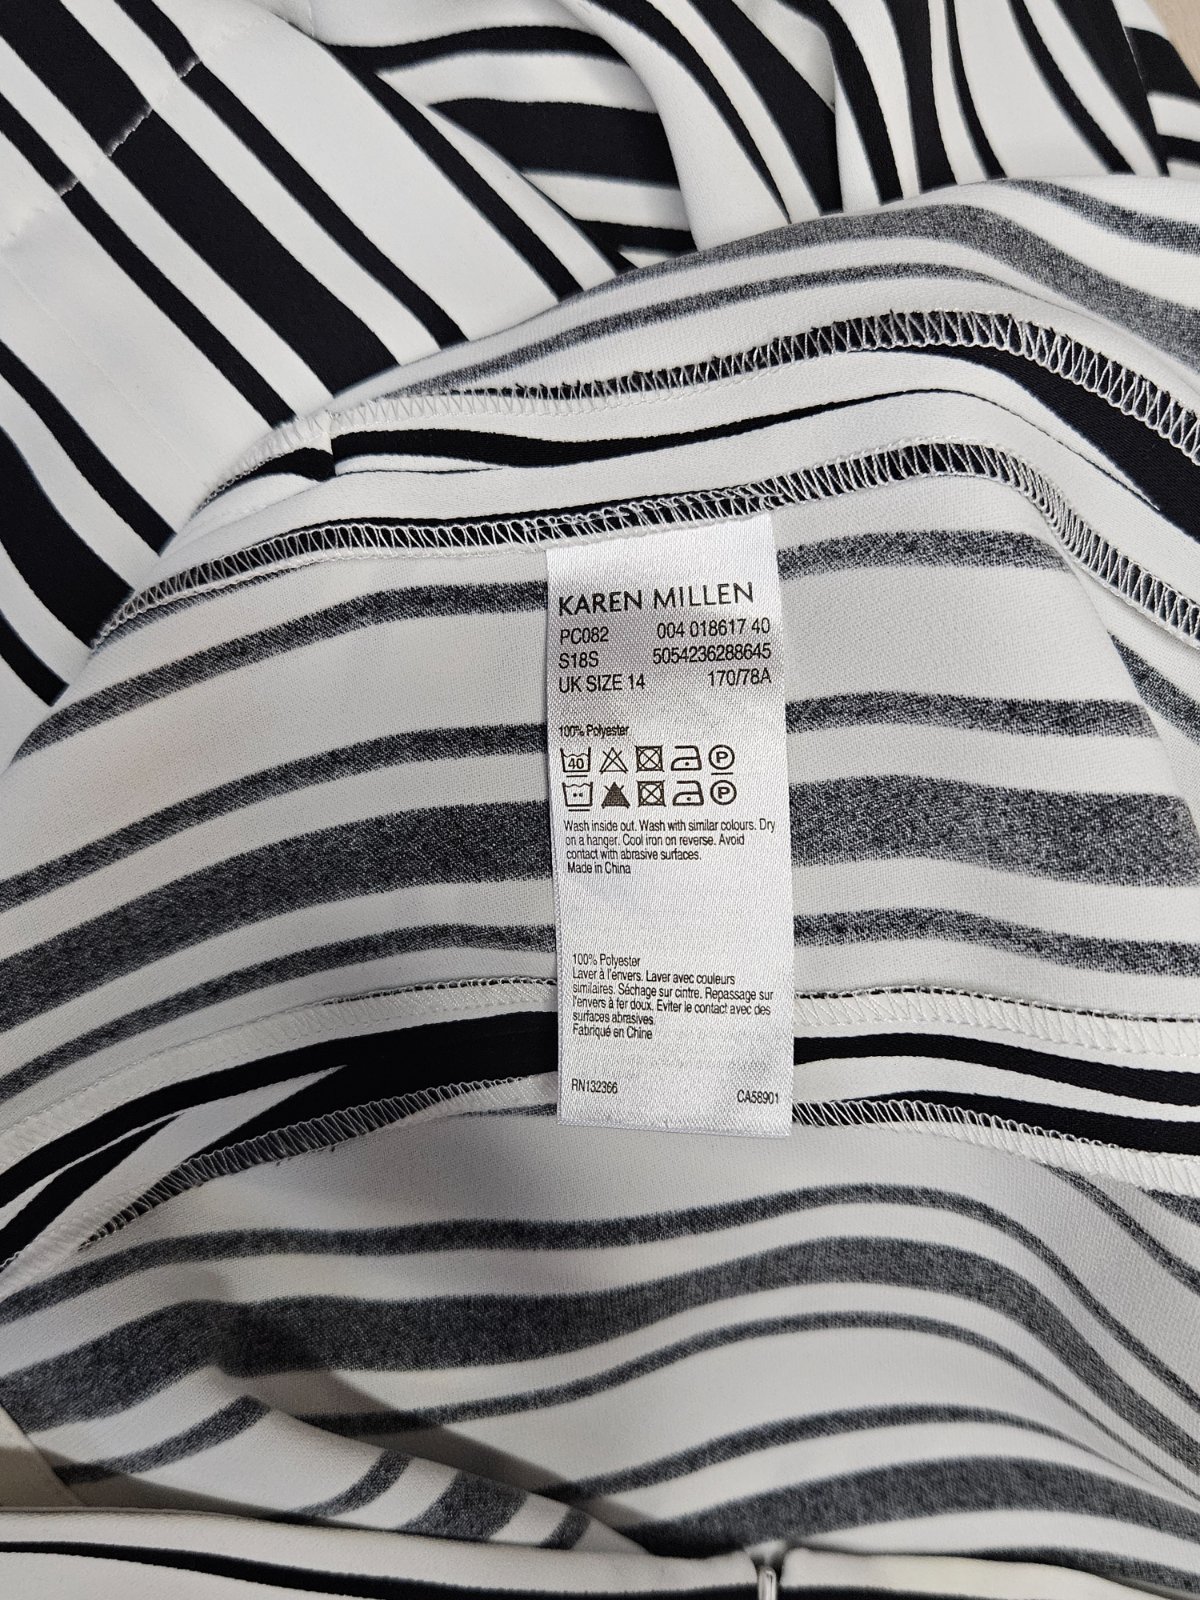 KAREN MILLEN
PC082 004 018617 40
S18S 5054236288645
UK SIZE 14 170/78A
100% Polyester
40 P
P
Wash inside out. Wash with similar colours. Dry
on a hanger. Cool iron on reverse. Avoid
contact with abrasive surfaces.
Made in China
100% Polyester
Laver à l'envers. Laver avec couleurs
similaires. Séchage sur cintre. Repassage sur
l'envers à fer doux. Eviter le contact avec des
surfaces abrasives.
Fabriqué en Chine
RN132366 CA58901